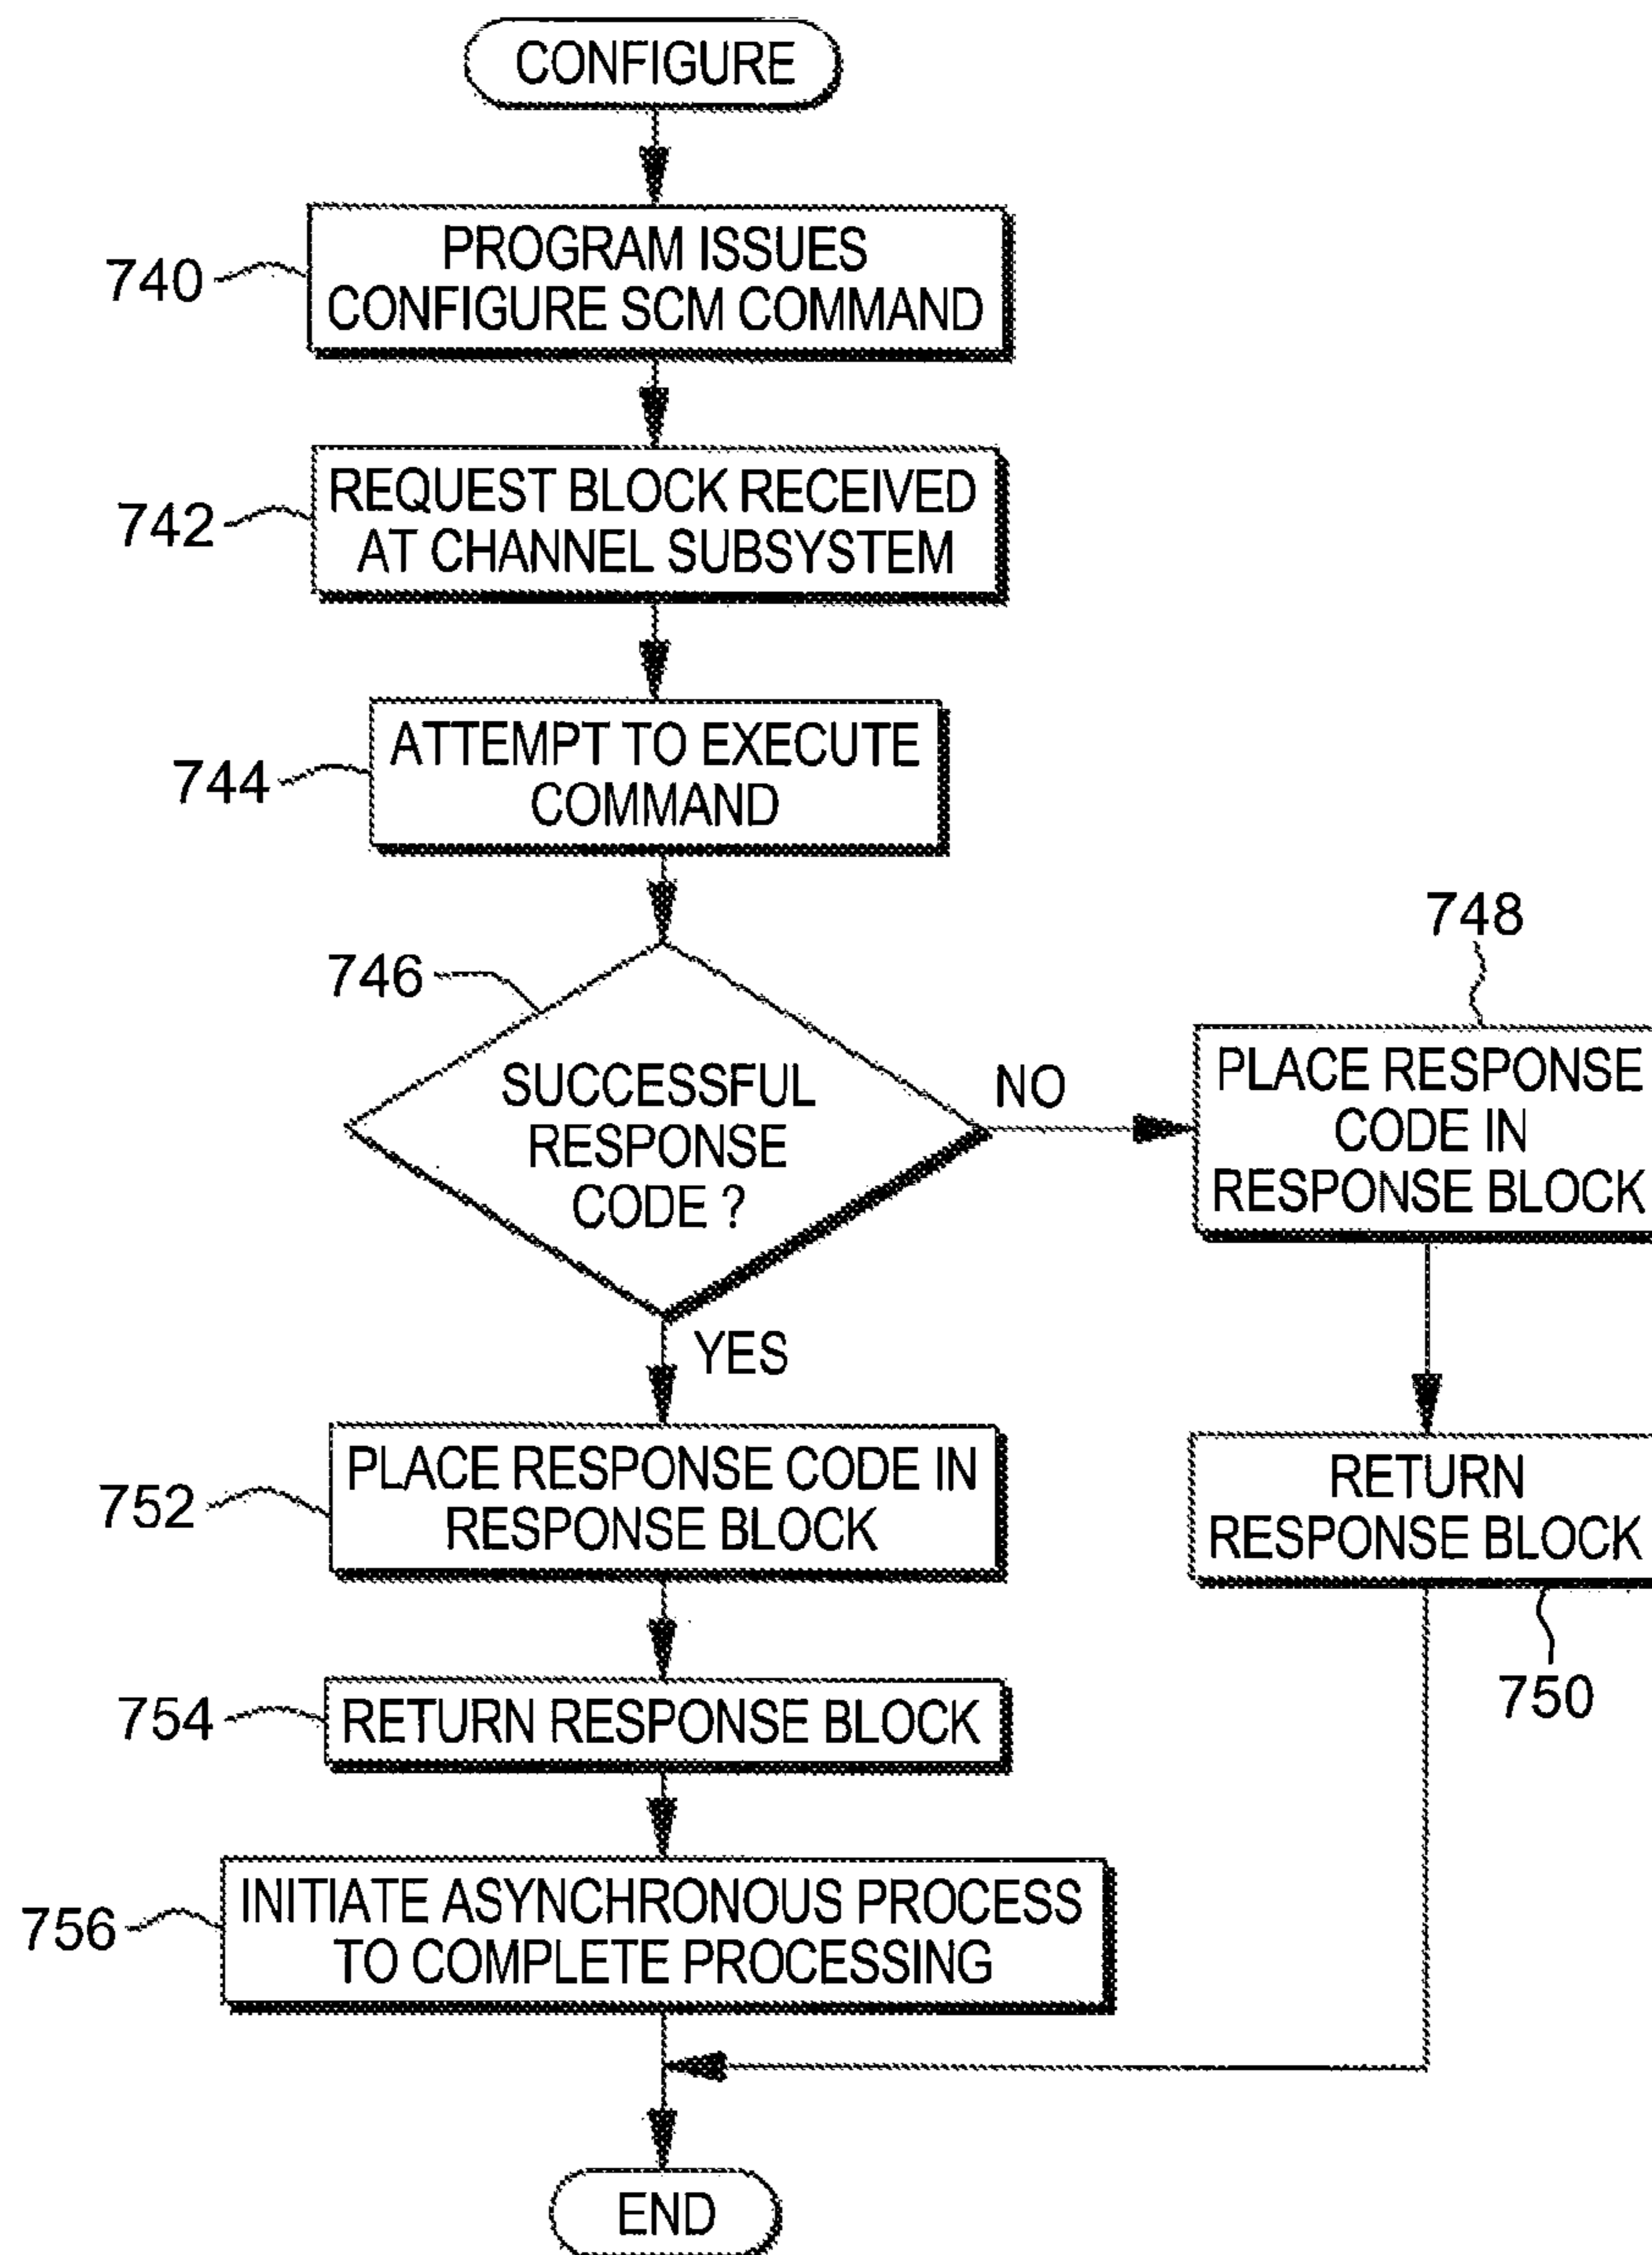 CONFIGURE
740
PROGRAM ISSUES
CONFIGURE SCM COMMAND
742
REQUEST BLOCK RECEIVED
AT CHANNEL SUBSYSTEM
744
ATTEMPT TO EXECUTE
COMMAND
746
SUCCESSFUL
RESPONSE
CODE ?
NO
748
PLACE RESPONSE
CODE IN
RESPONSE BLOCK
RETURN
RESPONSE BLOCK
750
YES
752
PLACE RESPONSE CODE IN
RESPONSE BLOCK
754
RETURN RESPONSE BLOCK
756
INITIATE ASYNCHRONOUS PROCESS
TO COMPLETE PROCESSING
END